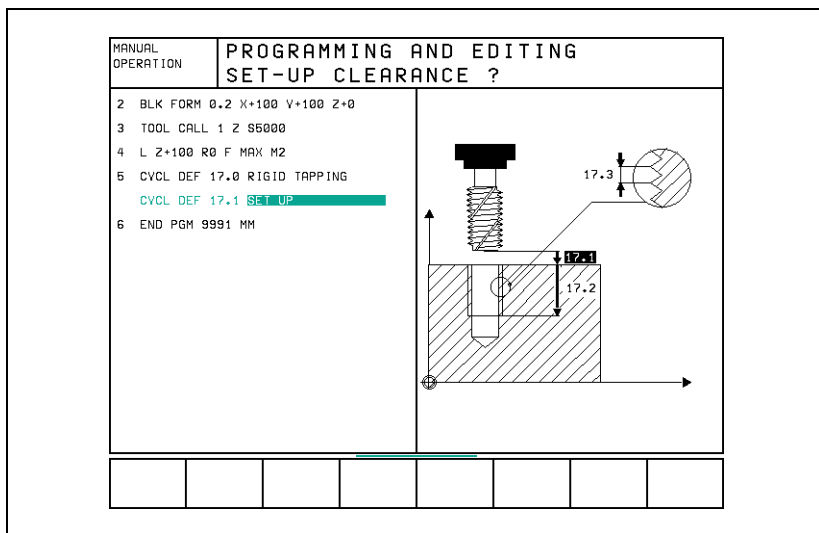 MANUAL
OPERATION
PROGRAMMING AND EDITING
SET-UP CLEARANCE ?
2 BLK FORM 0.2 X+100 Y+100 Z+0
3 TOOL CALL 1 Z S5000
4 L Z+100 R0 F MAX M2
5 CYCL DEF 17.0 RIGID TAPPING
CYCL DEF 17.1 SET UP
6 END PGM 9991 MM
17.3
17.1
17.2